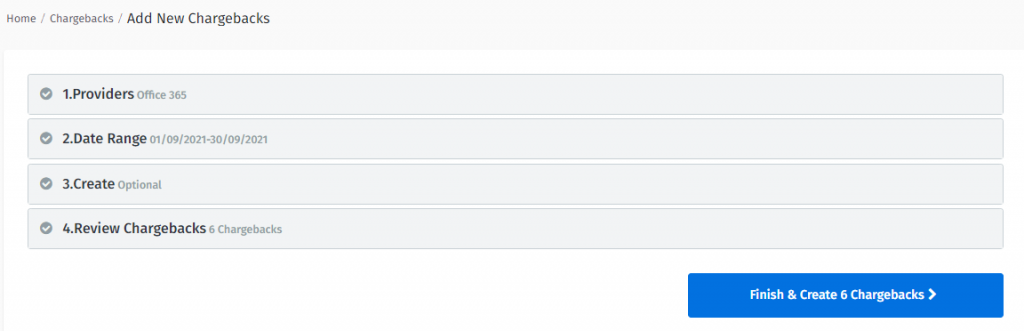 Home / Chargebacks / Add New Chargebacks
1.Providers Office 365
2.Date Range 01/09/2021-30/09/2021
3.Create Optional
4.Review Chargebacks 6 Chargebacks
Finish & Create 6 Chargebacks